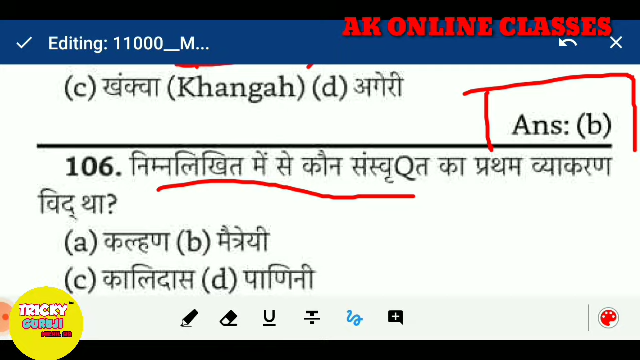 AK ONLINE CLASSES
Editing: 11000__M...
(c) खंक्वा (Khangah) (d) अगेरी
Ans: (b)
106. निम्नलिखित में से कौन संस्वृQत का प्रथम व्याकरण
विद् था?
(a) कल्हण (b) मैत्रेयी
(c) कालिदास (d) पाणिनी
TRICKY
GURUJI